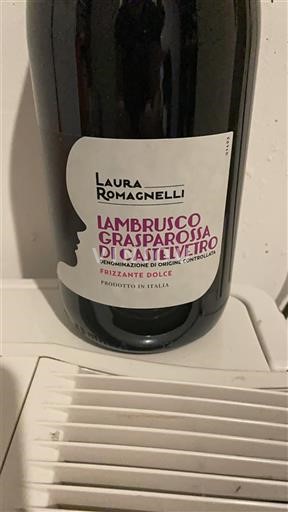 LAURA
ROMAGNELLI
LAMBRUSCO
GRASPAROSSA
DI CASTELVETRO
DENOMINAZIONE DI ORIGINE CONTROLLATA
FRIZZANTE DOLCE
PRODOTTO IN ITALIA